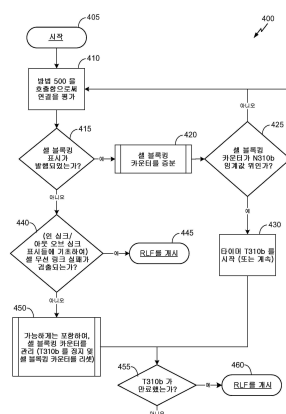 400
405
시작
410
방법 500 을
호출함으로써
연결을 평가
아니오
415
셀 블록킹
표시가
발행되었는가?
예
420
셀 블록킹
카운터를 증분
425
셀 블록킹
카운터가 N310b
임계값 위인가?
아니오
예
440
(인 싱크/
아웃 오브 싱크
표시들에 기초하여)
셀 무선 링크 실패가
검출되는가?
예
445
RLF를 개시
430
타이머 T310b 를
시작 (또는 계속)
아니오
450
가능하게는 포함하여,
셀 블록킹 카운터를
관리 (T310b 를 정지 및
셀 블록킹 카운터를 리셋)
455
T310b 가
만료했는가?
예
460
RLF를 개시
아니오